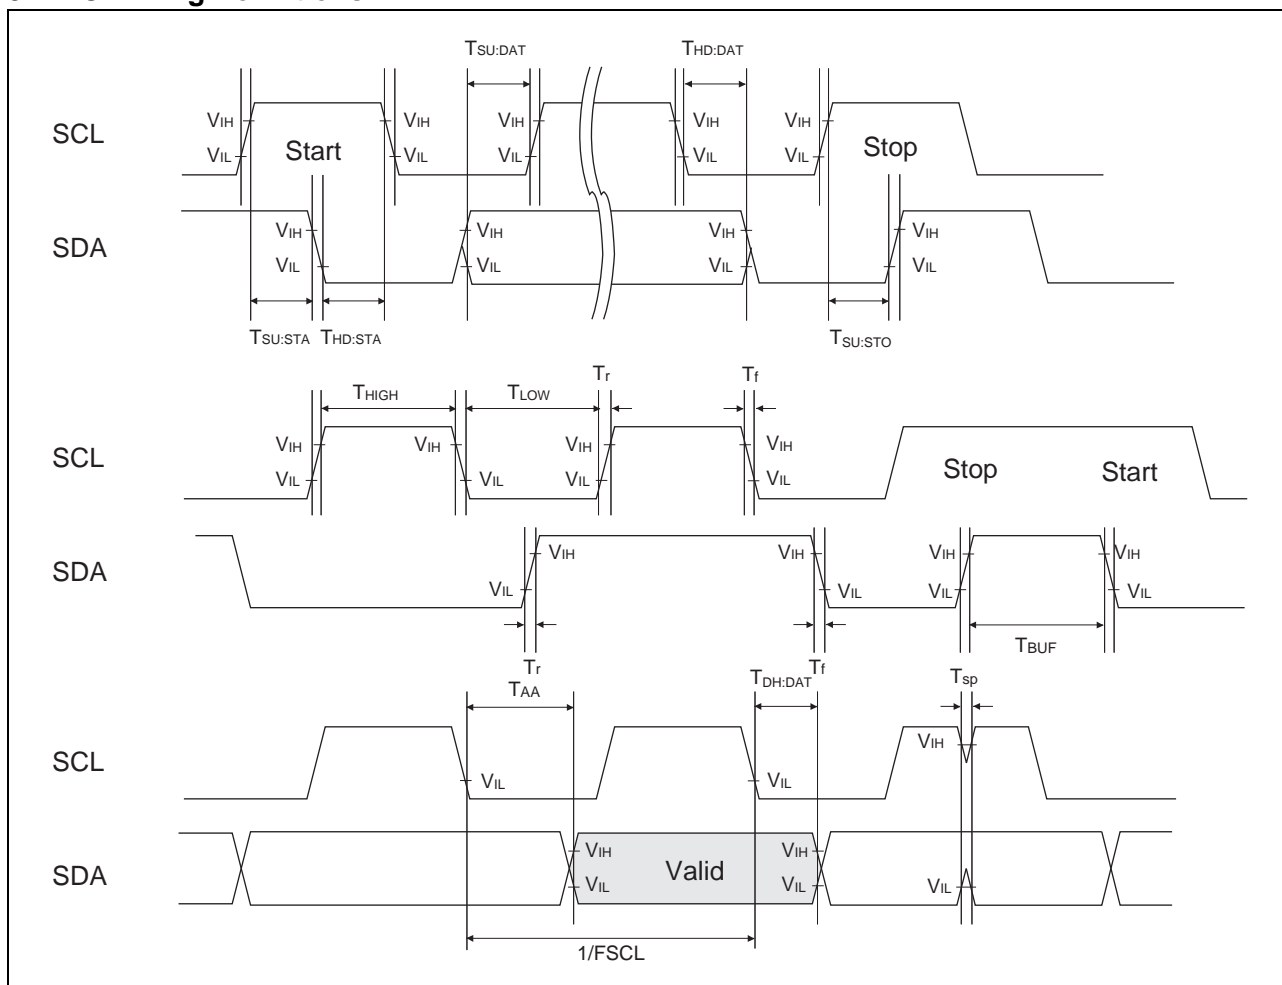 TSU:DAT THD:DAT
SCL VIH VIH VIH VIH VIH
VIL Start VIL VIL VIL VIL Stop
SDA VIH VIH VIH VIH
VIL VIL VIL VIL
TSU:STA THD:STA TSU:STO
Tr Tf
THIGH TLOW
SCL VIH VIH VIH VIH
VIL VIL VIL VIL Stop Start
SDA VIH VIH VIH VIH
VIL VIL VIL VIL
TBUF
Tr Tf
TAA TDH:DAT Tsp
SCL VIH
VIL VIL
SDA VIH Valid VIH
VIL VIL VIL
1/FSCL